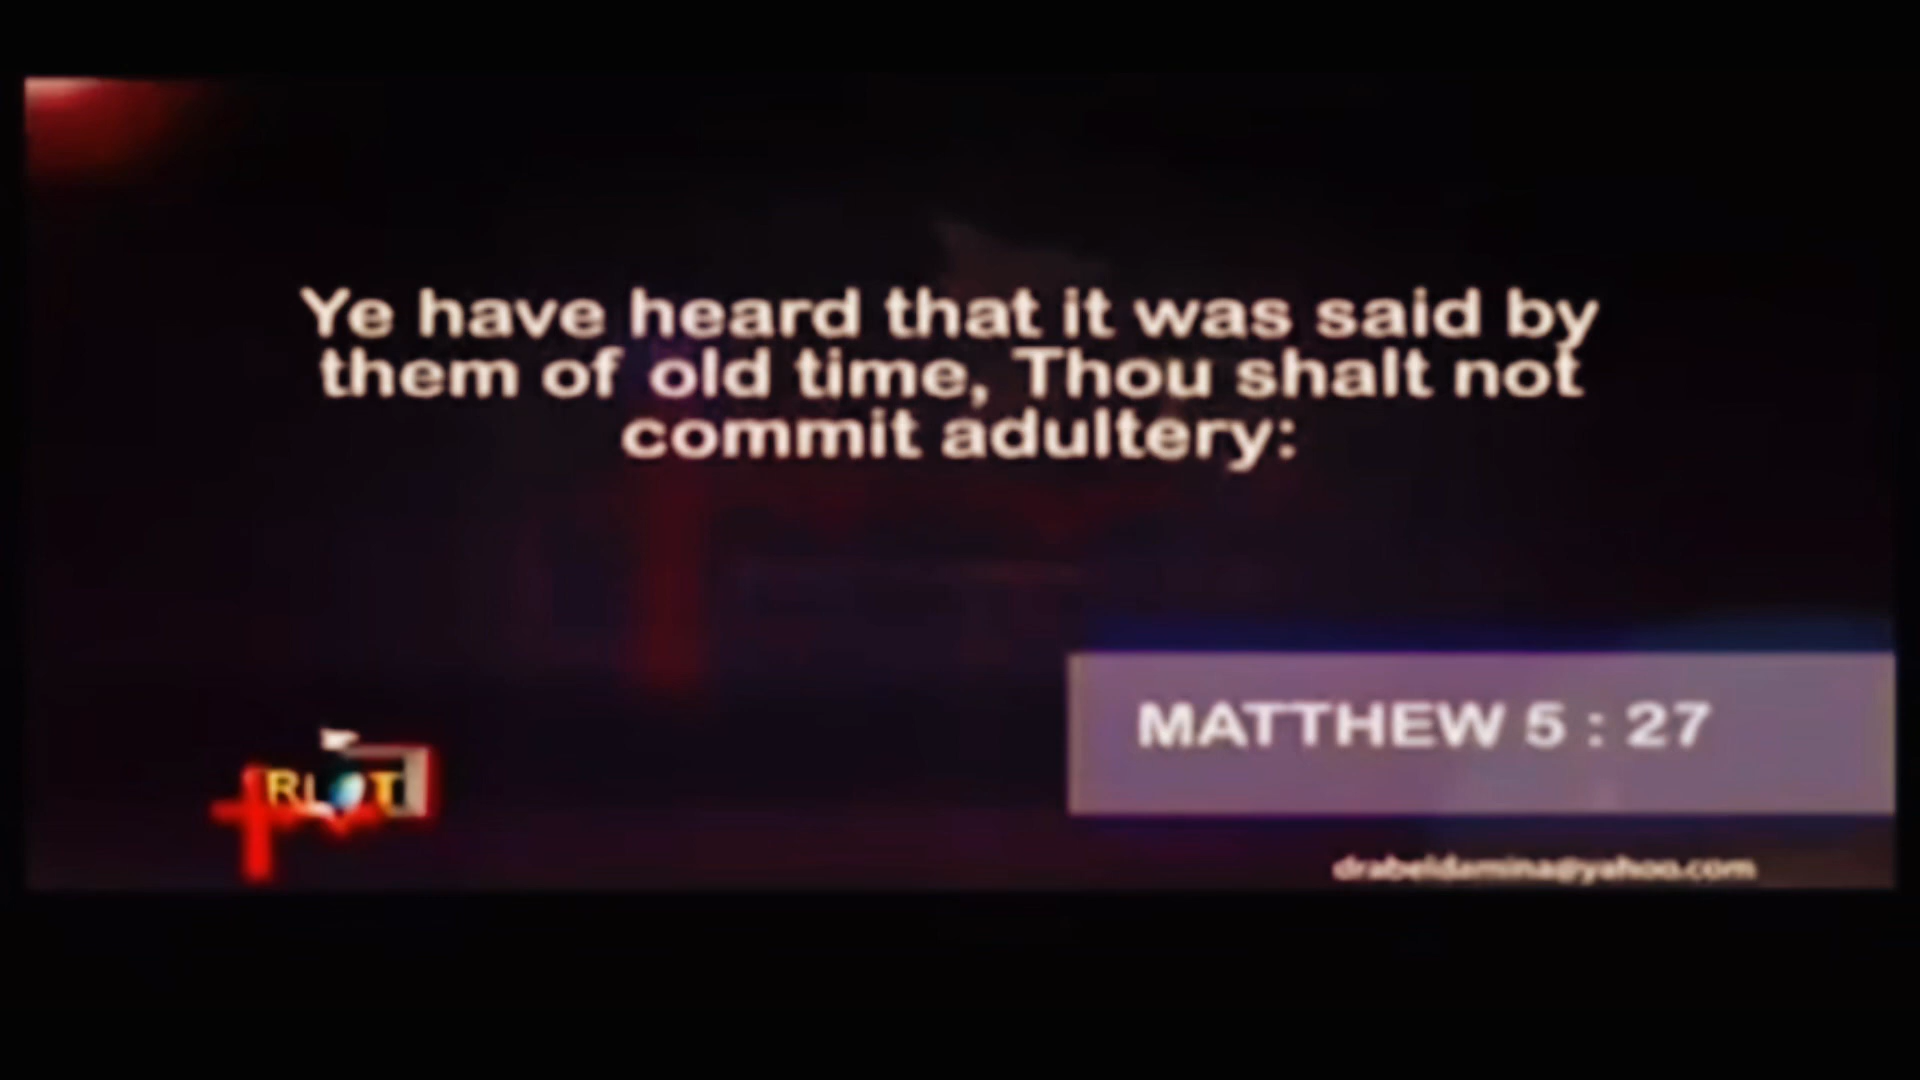 Ye have heard that it was said by
them of old time, Thou shalt not
commit adultery:
MATTHEW 5 : 27
drabeldamina@yahoo.com